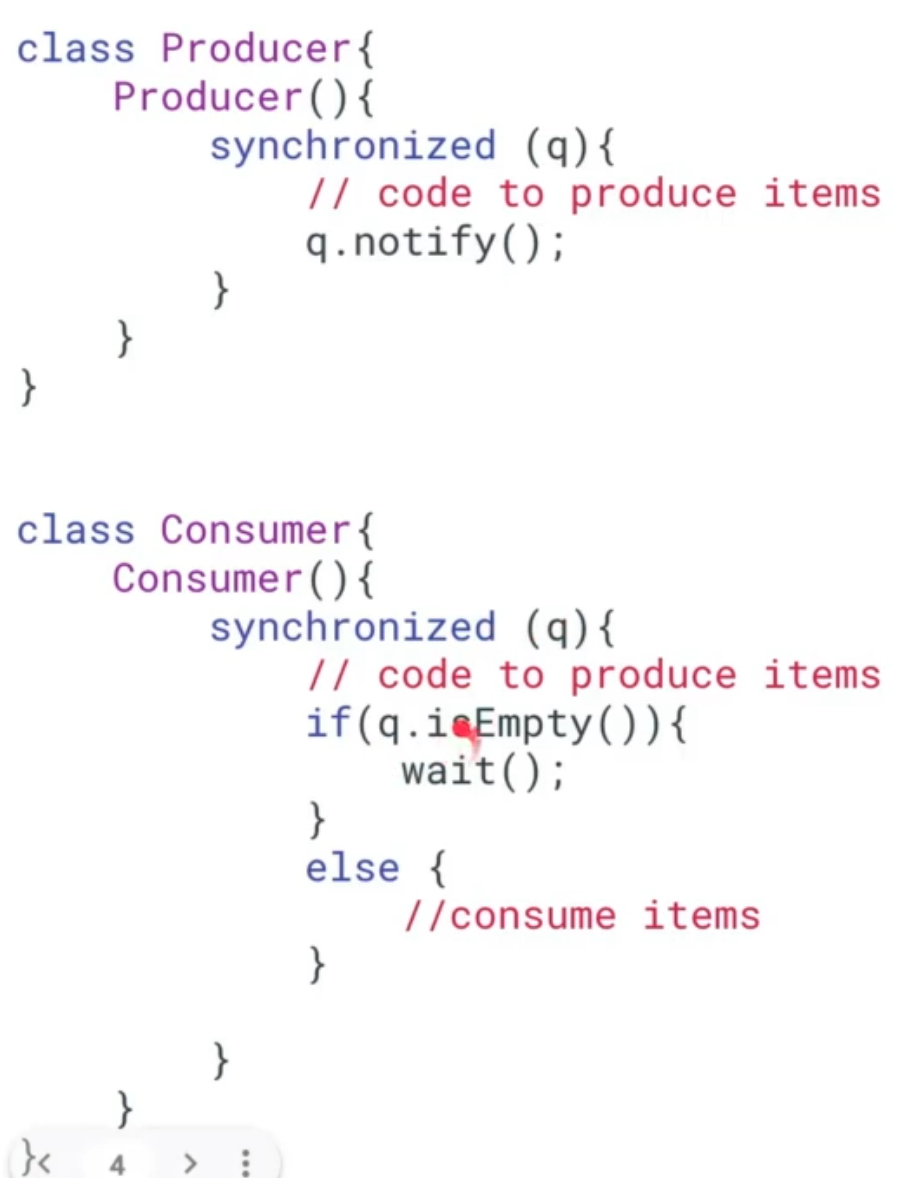 class Producer{
Producer(){
synchronized (q){
// code to produce items
q.notify();
}
}
}
class Consumer{
Consumer(){
synchronized (q){
// code to produce items
if(q.isEmpty()){
wait();
}
else {
//consume items
}
}
}
}< 4 > ⋮